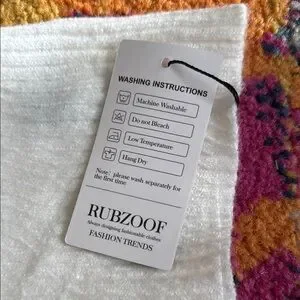 WASHING INSTRUCTIONS
Machine Washable
Do not Bleach
Low Temperature
Hang Dry
Note: please wash separately for
the first time
RUBZOOF
Always designing fashionable clothes
FASHION TRENDS